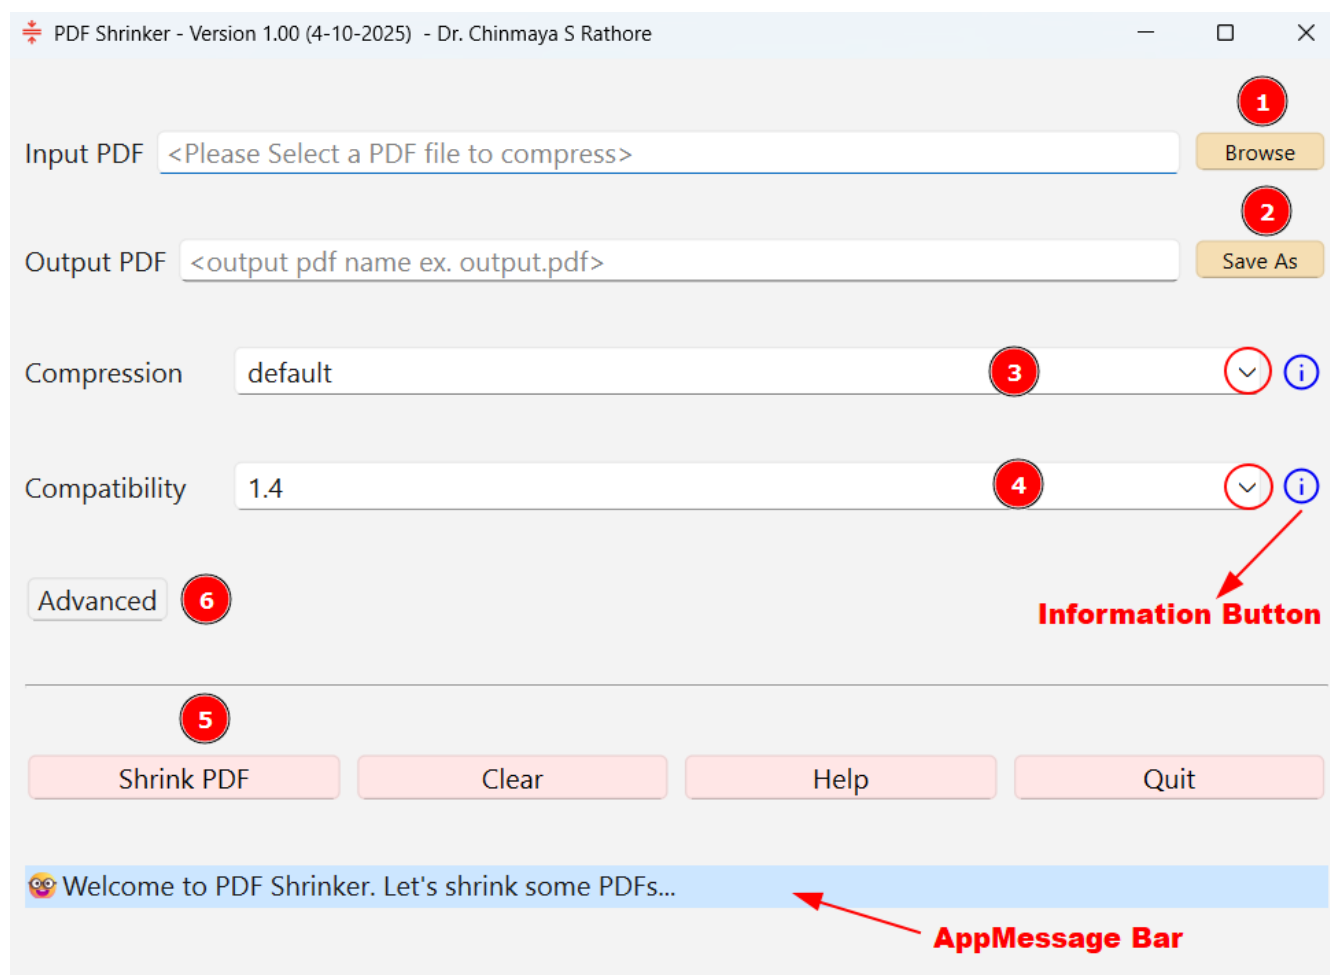 PDF Shrinker - Version 1.00 (4-10-2025)  - Dr. Chinmaya S Rathore
1
Input PDF <Please Select a PDF file to compress> Browse
2
Output PDF <output pdf name ex. output.pdf> Save As
Compression default 3 i
Compatibility 1.4 4 i
Advanced 6
Information Button
5
Shrink PDF Clear Help Quit
🤓 Welcome to PDF Shrinker. Let's shrink some PDFs...
AppMessage Bar